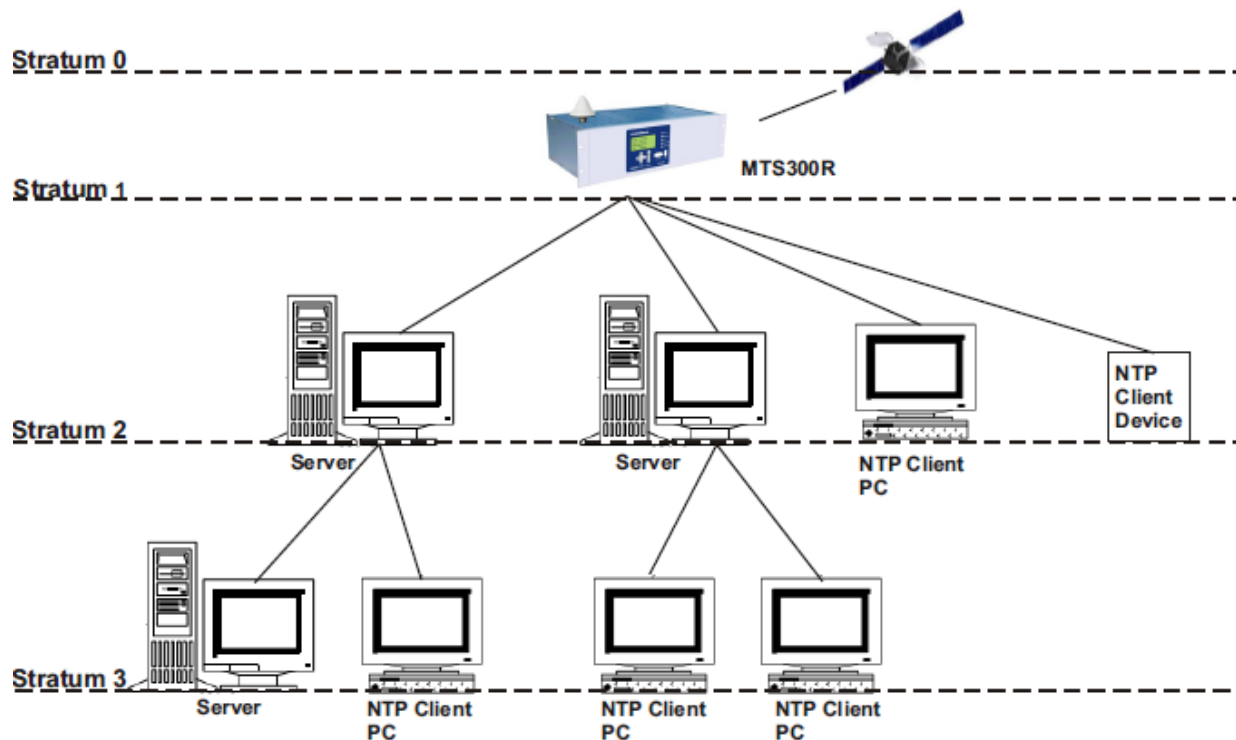 Stratum 0
MTS300R
Stratum 1
NTP
Client
Device
Stratum 2
Server
Server
NTP Client
PC
Stratum 3
Server
NTP Client
PC
NTP Client
PC
NTP Client
PC